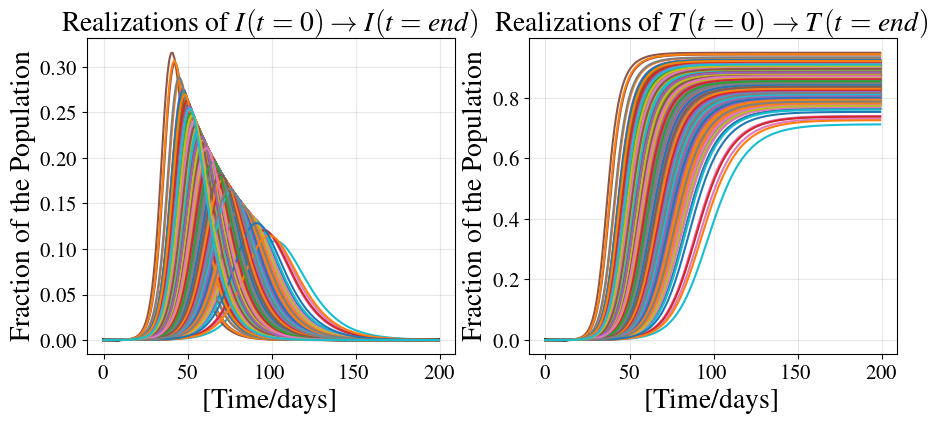 Realizations of I(t = 0) → I(t = end)
Fraction of the Population
0.30
0.25
0.20
0.15
0.10
0.05
0.00
0 50 100 150 200
[Time/days]
Realizations of T(t = 0) → T(t = end)
Fraction of the Population
0.8
0.6
0.4
0.2
0.0
0 50 100 150 200
[Time/days]